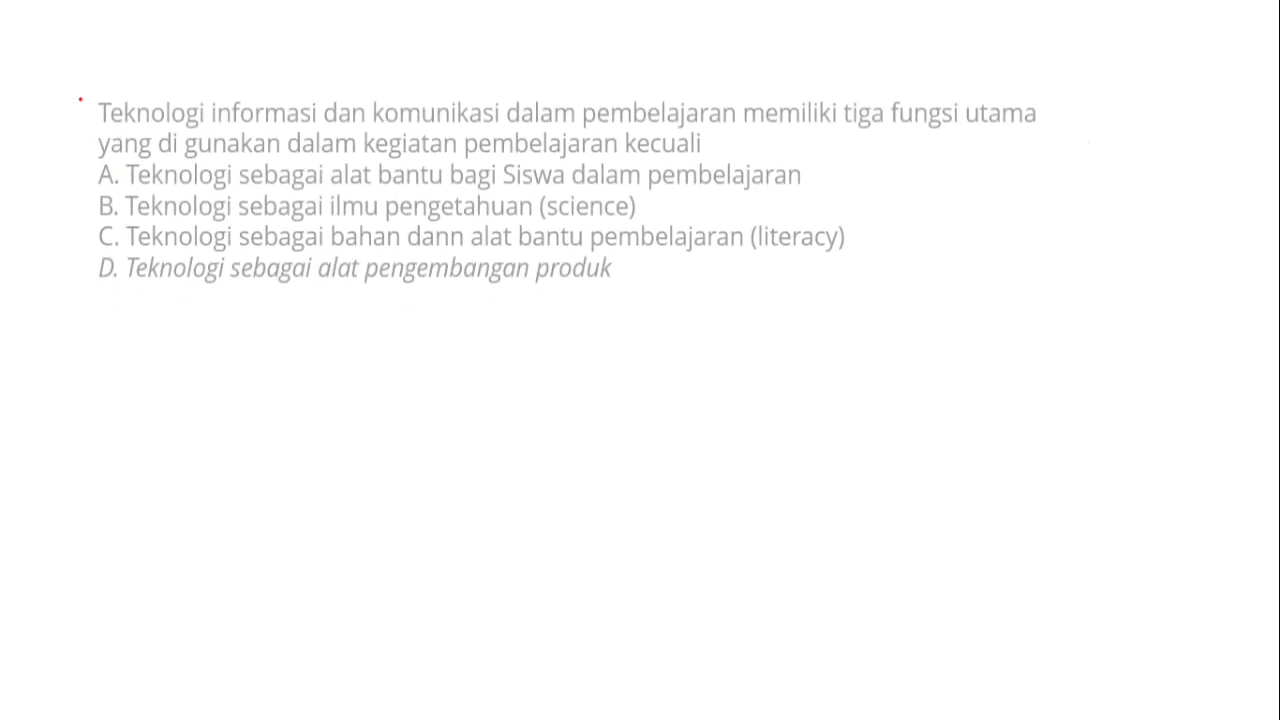 Teknologi informasi dan komunikasi dalam pembelajaran memiliki tiga fungsi utama
yang di gunakan dalam kegiatan pembelajaran kecuali
A. Teknologi sebagai alat bantu bagi Siswa dalam pembelajaran
B. Teknologi sebagai ilmu pengetahuan (science)
C. Teknologi sebagai bahan dann alat bantu pembelajaran (literacy)
D. Teknologi sebagai alat pengembangan produk